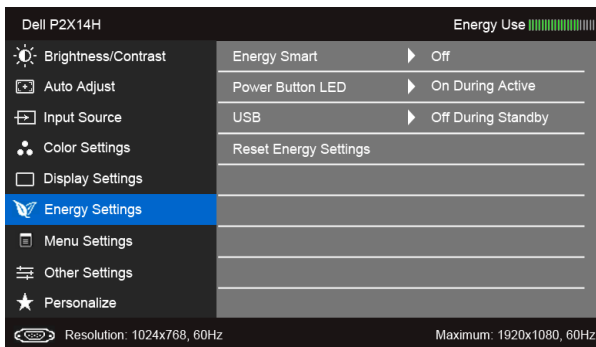 Dell P2X14H Energy Use
Brightness/Contrast Energy Smart Off
Auto Adjust Power Button LED On During Active
Input Source USB Off During Standby
Color Settings Reset Energy Settings
Display Settings
Energy Settings
Menu Settings
Other Settings
Personalize
Resolution: 1024x768, 60Hz Maximum: 1920x1080, 60Hz